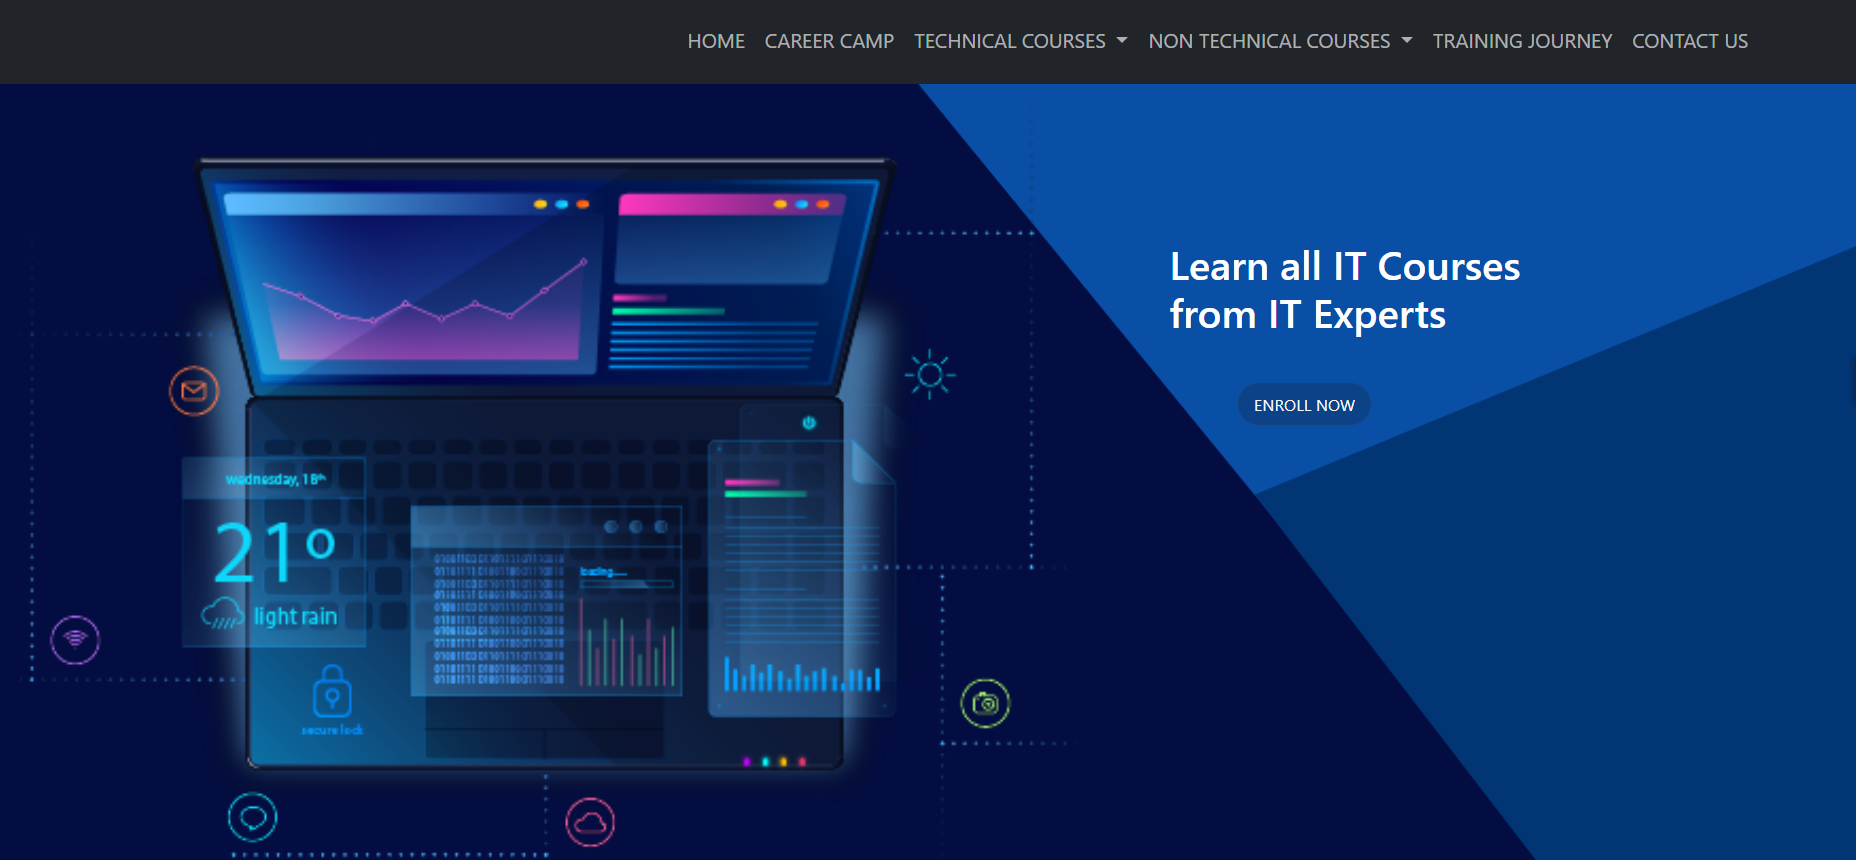 HOME CAREER CAMP TECHNICAL COURSES NON TECHNICAL COURSES TRAINING JOURNEY CONTACT US
Learn all IT Courses
from IT Experts
ENROLL NOW
wednesday, 18th
21º
light rain
loading
secure lock